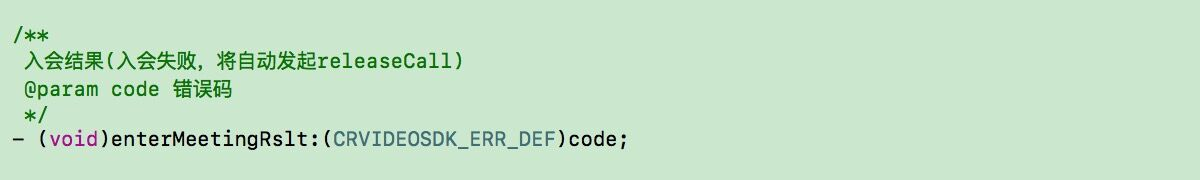 /**
入会结果(入会失败，将自动发起releaseCall)
@param code 错误码
*/
- (void)enterMeetingRslt:(CRVIDEOSDK_ERR_DEF)code;